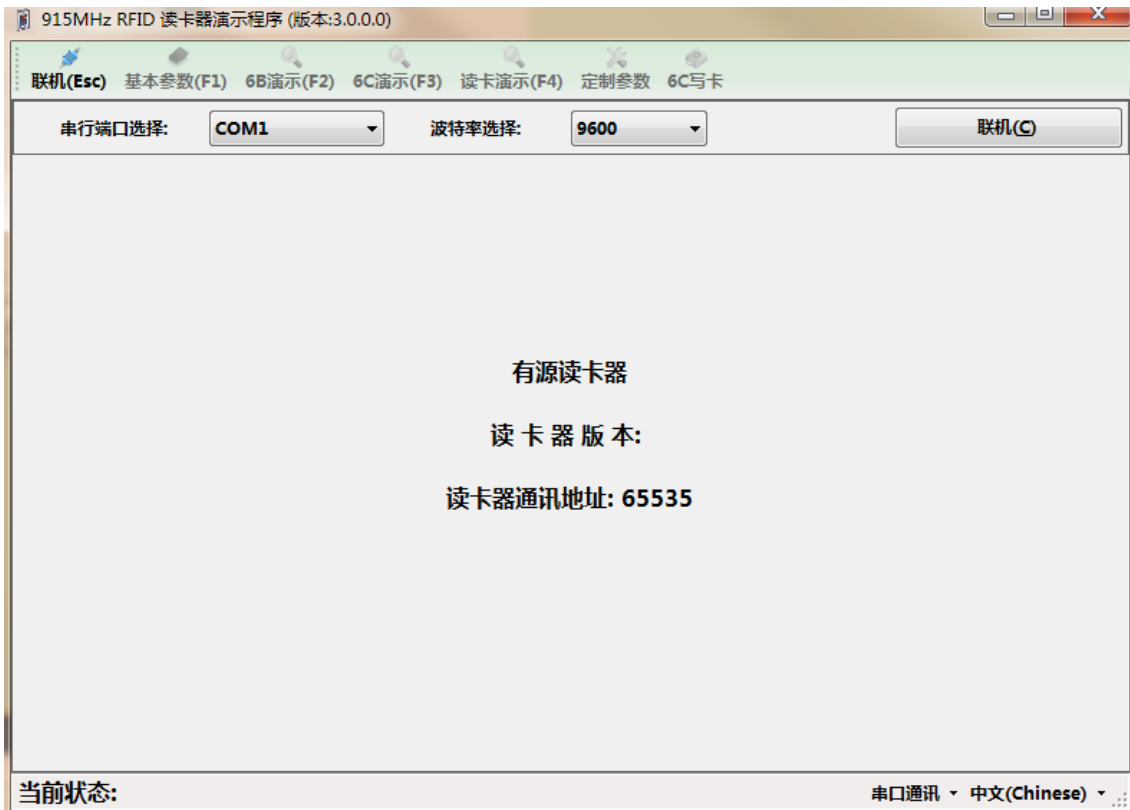 915MHz RFID 读卡器演示程序 (版本:3.0.0.0)
联机(Esc) 基本参数(F1) 6B演示(F2) 6C演示(F3) 读卡演示(F4) 定制参数 6C写卡
串行端口选择: COM1 波特率选择: 9600 联机(C)
有源读卡器
读 卡 器 版 本:
读卡器通讯地址: 65535
当前状态: 串口通讯 中文(Chinese)